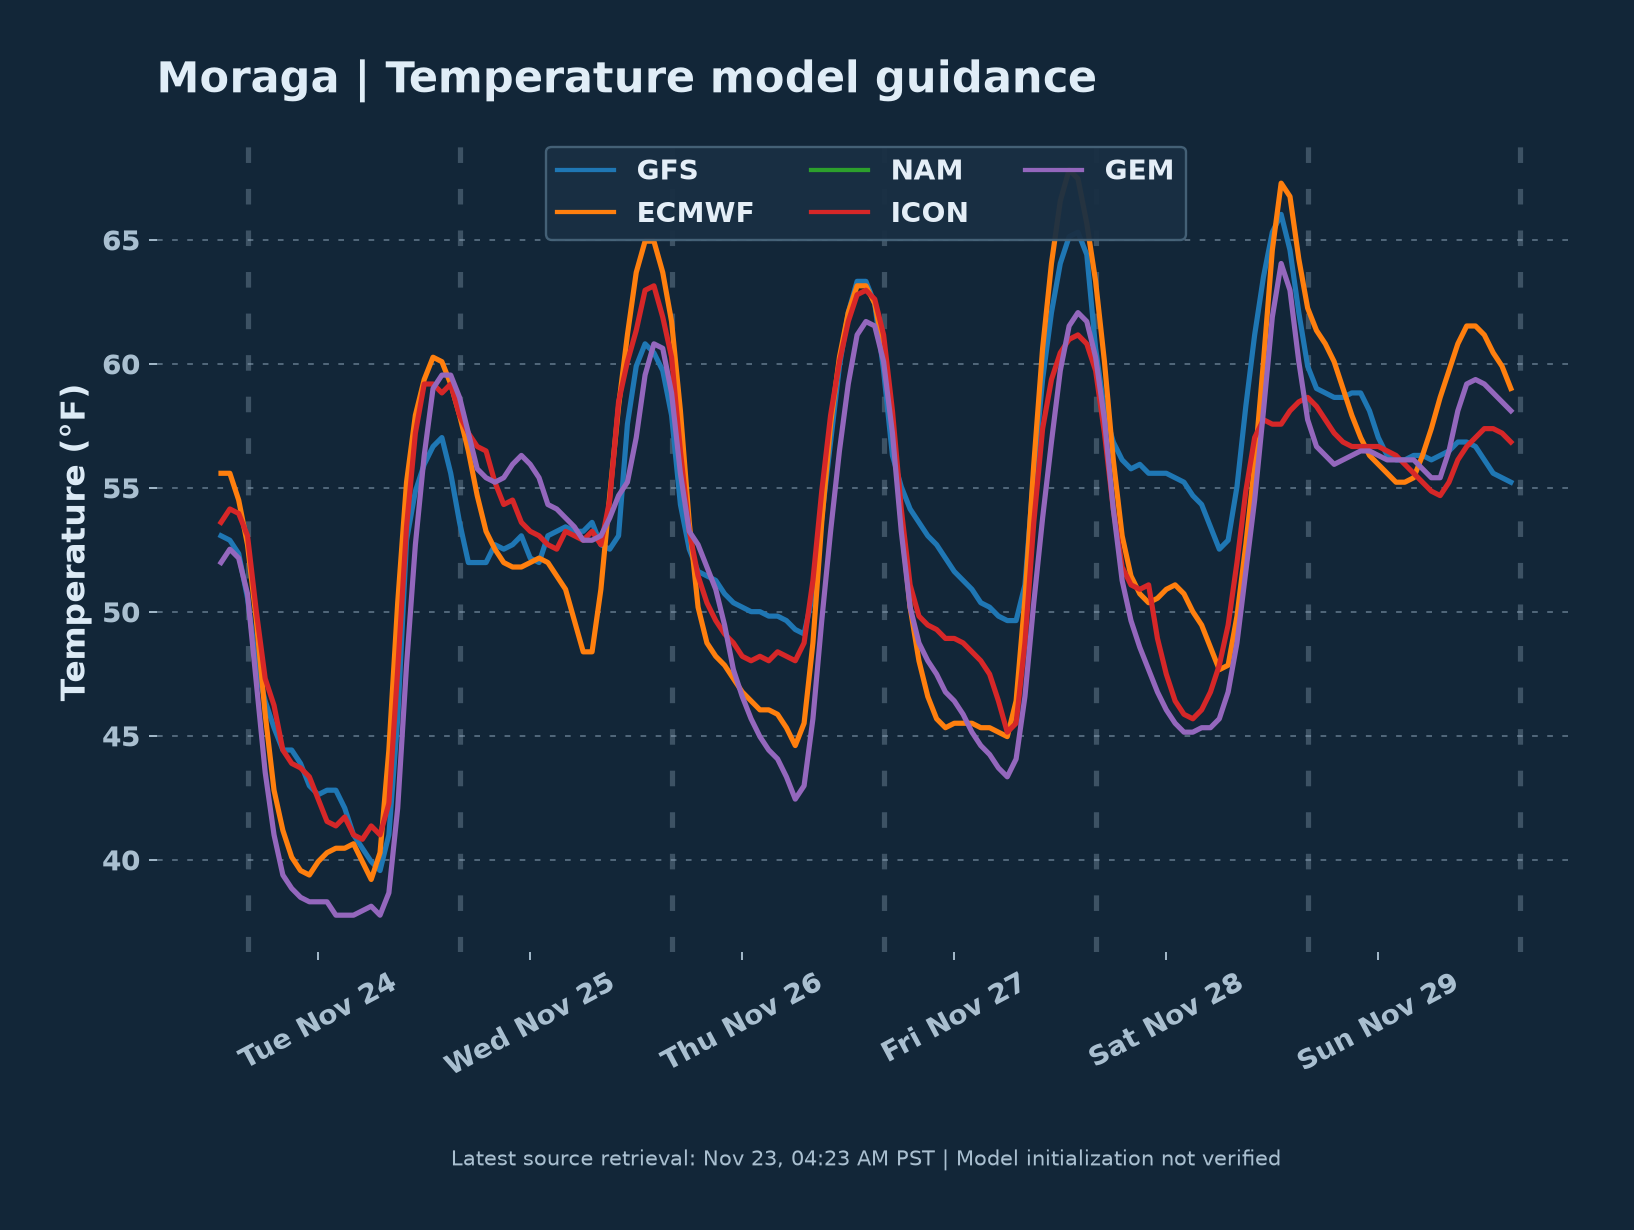 Moraga | Temperature model guidance
GFS NAM GEM
ECMWF ICON
65
60
55
50
45
40
Temperature (°F)
Tue Nov 24
Wed Nov 25
Thu Nov 26
Fri Nov 27
Sat Nov 28
Sun Nov 29
Latest source retrieval: Nov 23, 04:23 AM PST | Model initialization not verified